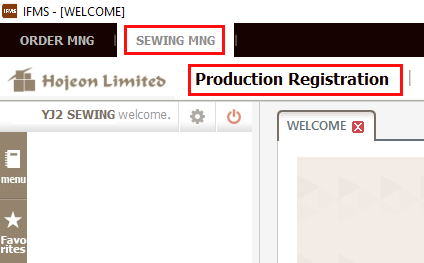 IFMS - [WELCOME]
ORDER MNG | SEWING MNG |
Hojeon Limited Production Registration |
YJ2 SEWING welcome.
WELCOME
menu
Favo
rites